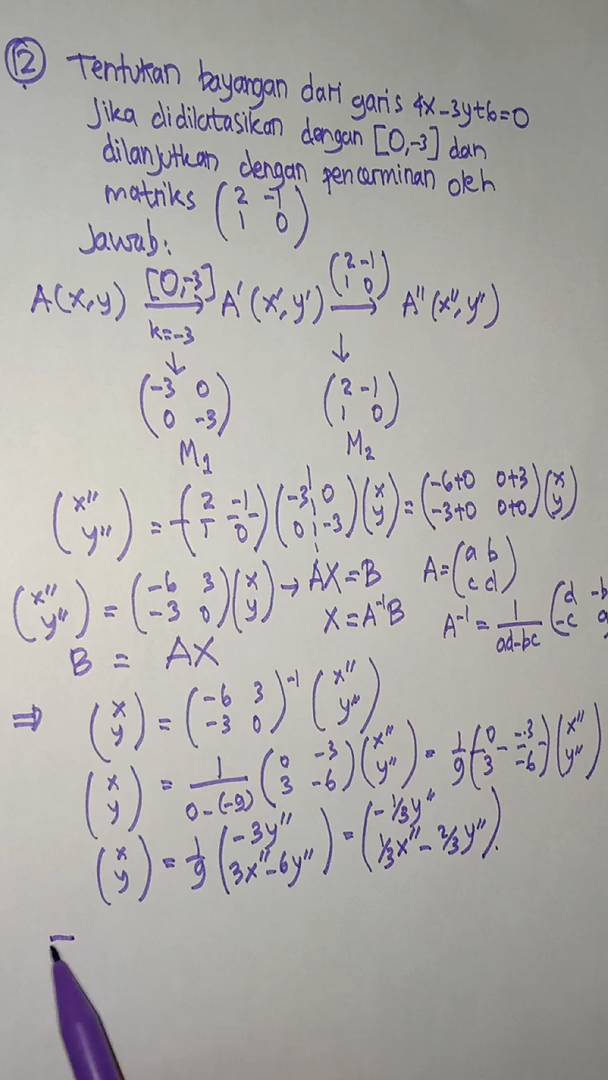 ⑫ Tentukan bayangan dari garis 4x-3y+6=0
Jika didilatasikan dengan [0,-3] dan
dilanjutkan dengan pencerminan oleh
matriks (2 -1
1 0)
Jawab:
A(x,y) [0,-3] k=-3 → A'(x',y') (2 -1 1 0) → A''(x'',y'')
↓ ↓
(-3 0 (2 -1
0 -3) 1 0)
M₁ M₂
(x'' y'') = (2 -1 1 0)(-3 0 0 -3)(x y) = (-6+0 0+3 -3+0 0+0)(x y)
(x'' y'') = (-6 3 -3 0)(x y) → AX=B A=(a b c d)
B = AX X=A⁻¹B A⁻¹= 1/ad-bc (d -b -c a
⇒ (x y) = (-6 3 -3 0)⁻¹ (x'' y'')
(x y) = 1/0-(-9) (0 -3 3 -6)(x'' y'') = 1/9 (0 -3 3 -6)(x'' y'')
(x y) = 1/9 (-3y'' 3x''-6y'') = (-1/3y'' 1/3x''-2/3y'').